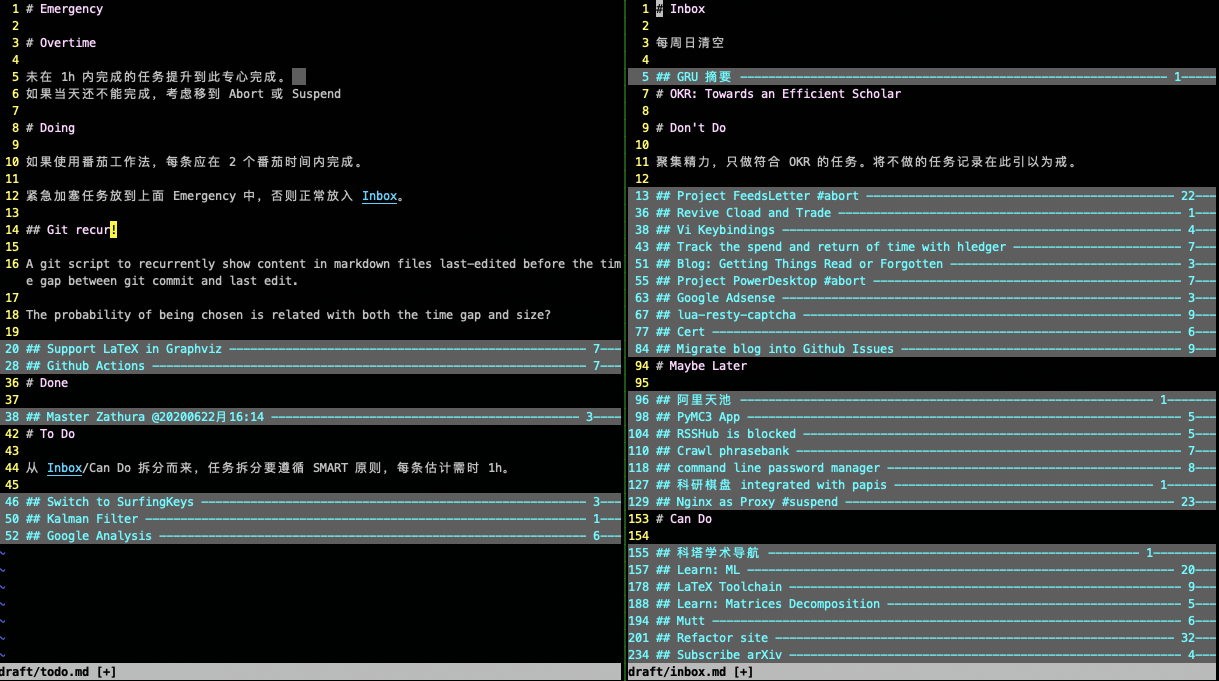 1 # Emergency
2
3 # Overtime
4
5 未在 1h 内完成的任务提升到此专心完成。
6 如果当天还不能完成，考虑移到 Abort 或 Suspend
7
8 # Doing
9
10 如果使用番茄工作法，每条应在 2 个番茄时间内完成。
11
12 紧急加塞任务放到上面 Emergency 中，否则正常放入 Inbox。
13
14 ## Git recur!
15
16 A git script to recurrently show content in markdown files last-edited before the tim
e gap between git commit and last edit.
17
18 The probability of being chosen is related with both the time gap and size?
19
20 ## Support LaTeX in Graphviz 7
28 ## Github Actions 7
36 # Done
37
38 ## Master Zathura @20200622月16:14 3
42 # To Do
43
44 从 Inbox/Can Do 拆分而来，任务拆分要遵循 SMART 原则，每条估计需时 1h。
45
46 ## Switch to SurfingKeys 3
50 ## Kalman Filter 1
52 ## Google Analysis 6
~
~
~
~
~
~
~
draft/todo.md [+]
1 # Inbox
2
3 每周日清空
4
5 ## GRU 摘要 1
7 # OKR: Towards an Efficient Scholar
8
9 # Don't Do
10
11 聚集精力，只做符合 OKR 的任务。将不做的任务记录在此引以为戒。
12
13 ## Project FeedsLetter #abort 22
36 ## Revive Cload and Trade 1
38 ## Vi Keybindings 4
43 ## Track the spend and return of time with hledger 7
51 ## Blog: Getting Things Read or Forgotten 3
55 ## Project PowerDesktop #abort 7
63 ## Google Adsense 3
67 ## lua-resty-captcha 9
77 ## Cert 6
84 ## Migrate blog into Github Issues 9
94 # Maybe Later
95
96 ## 阿里天池 1
98 ## PyMC3 App 5
104 ## RSSHub is blocked 5
110 ## Crawl phrasebank 7
118 ## command line password manager 8
127 ## 科研棋盘 integrated with papis 1
129 ## Nginx as Proxy #suspend 23
153 # Can Do
154
155 ## 科塔学术导航 1
157 ## Learn: ML 20
178 ## LaTeX Toolchain 9
188 ## Learn: Matrices Decomposition 5
194 ## Mutt 6
201 ## Refactor site 32
234 ## Subscribe arXiv 4
draft/inbox.md [+]